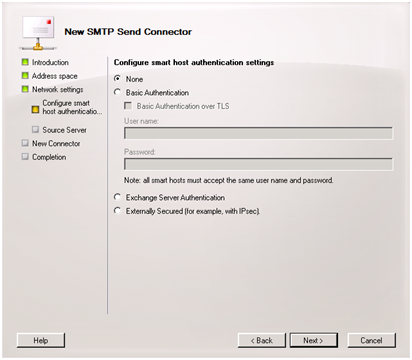 New SMTP Send Connector
Introduction
Address space
Network settings
Configure smart
host authenticatio...
Source Server
New Connector
Completion
Configure smart host authentication settings
None
Basic Authentication
Basic Authentication over TLS
User name:
Password:
Note: all smart hosts must accept the same user name and password.
Exchange Server Authentication
Externally Secured (for example, with IPsec).
Help
< Back
Next >
Cancel